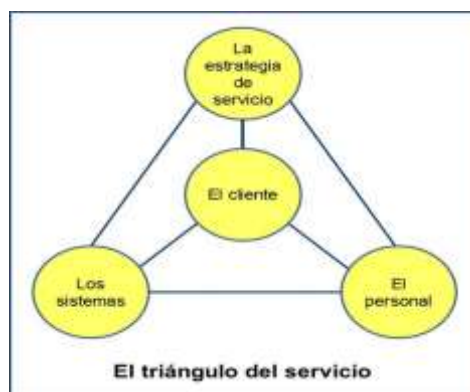 La
estrategia
de
servicio
El cliente
Los
sistemas
El
personal
El triángulo del servicio